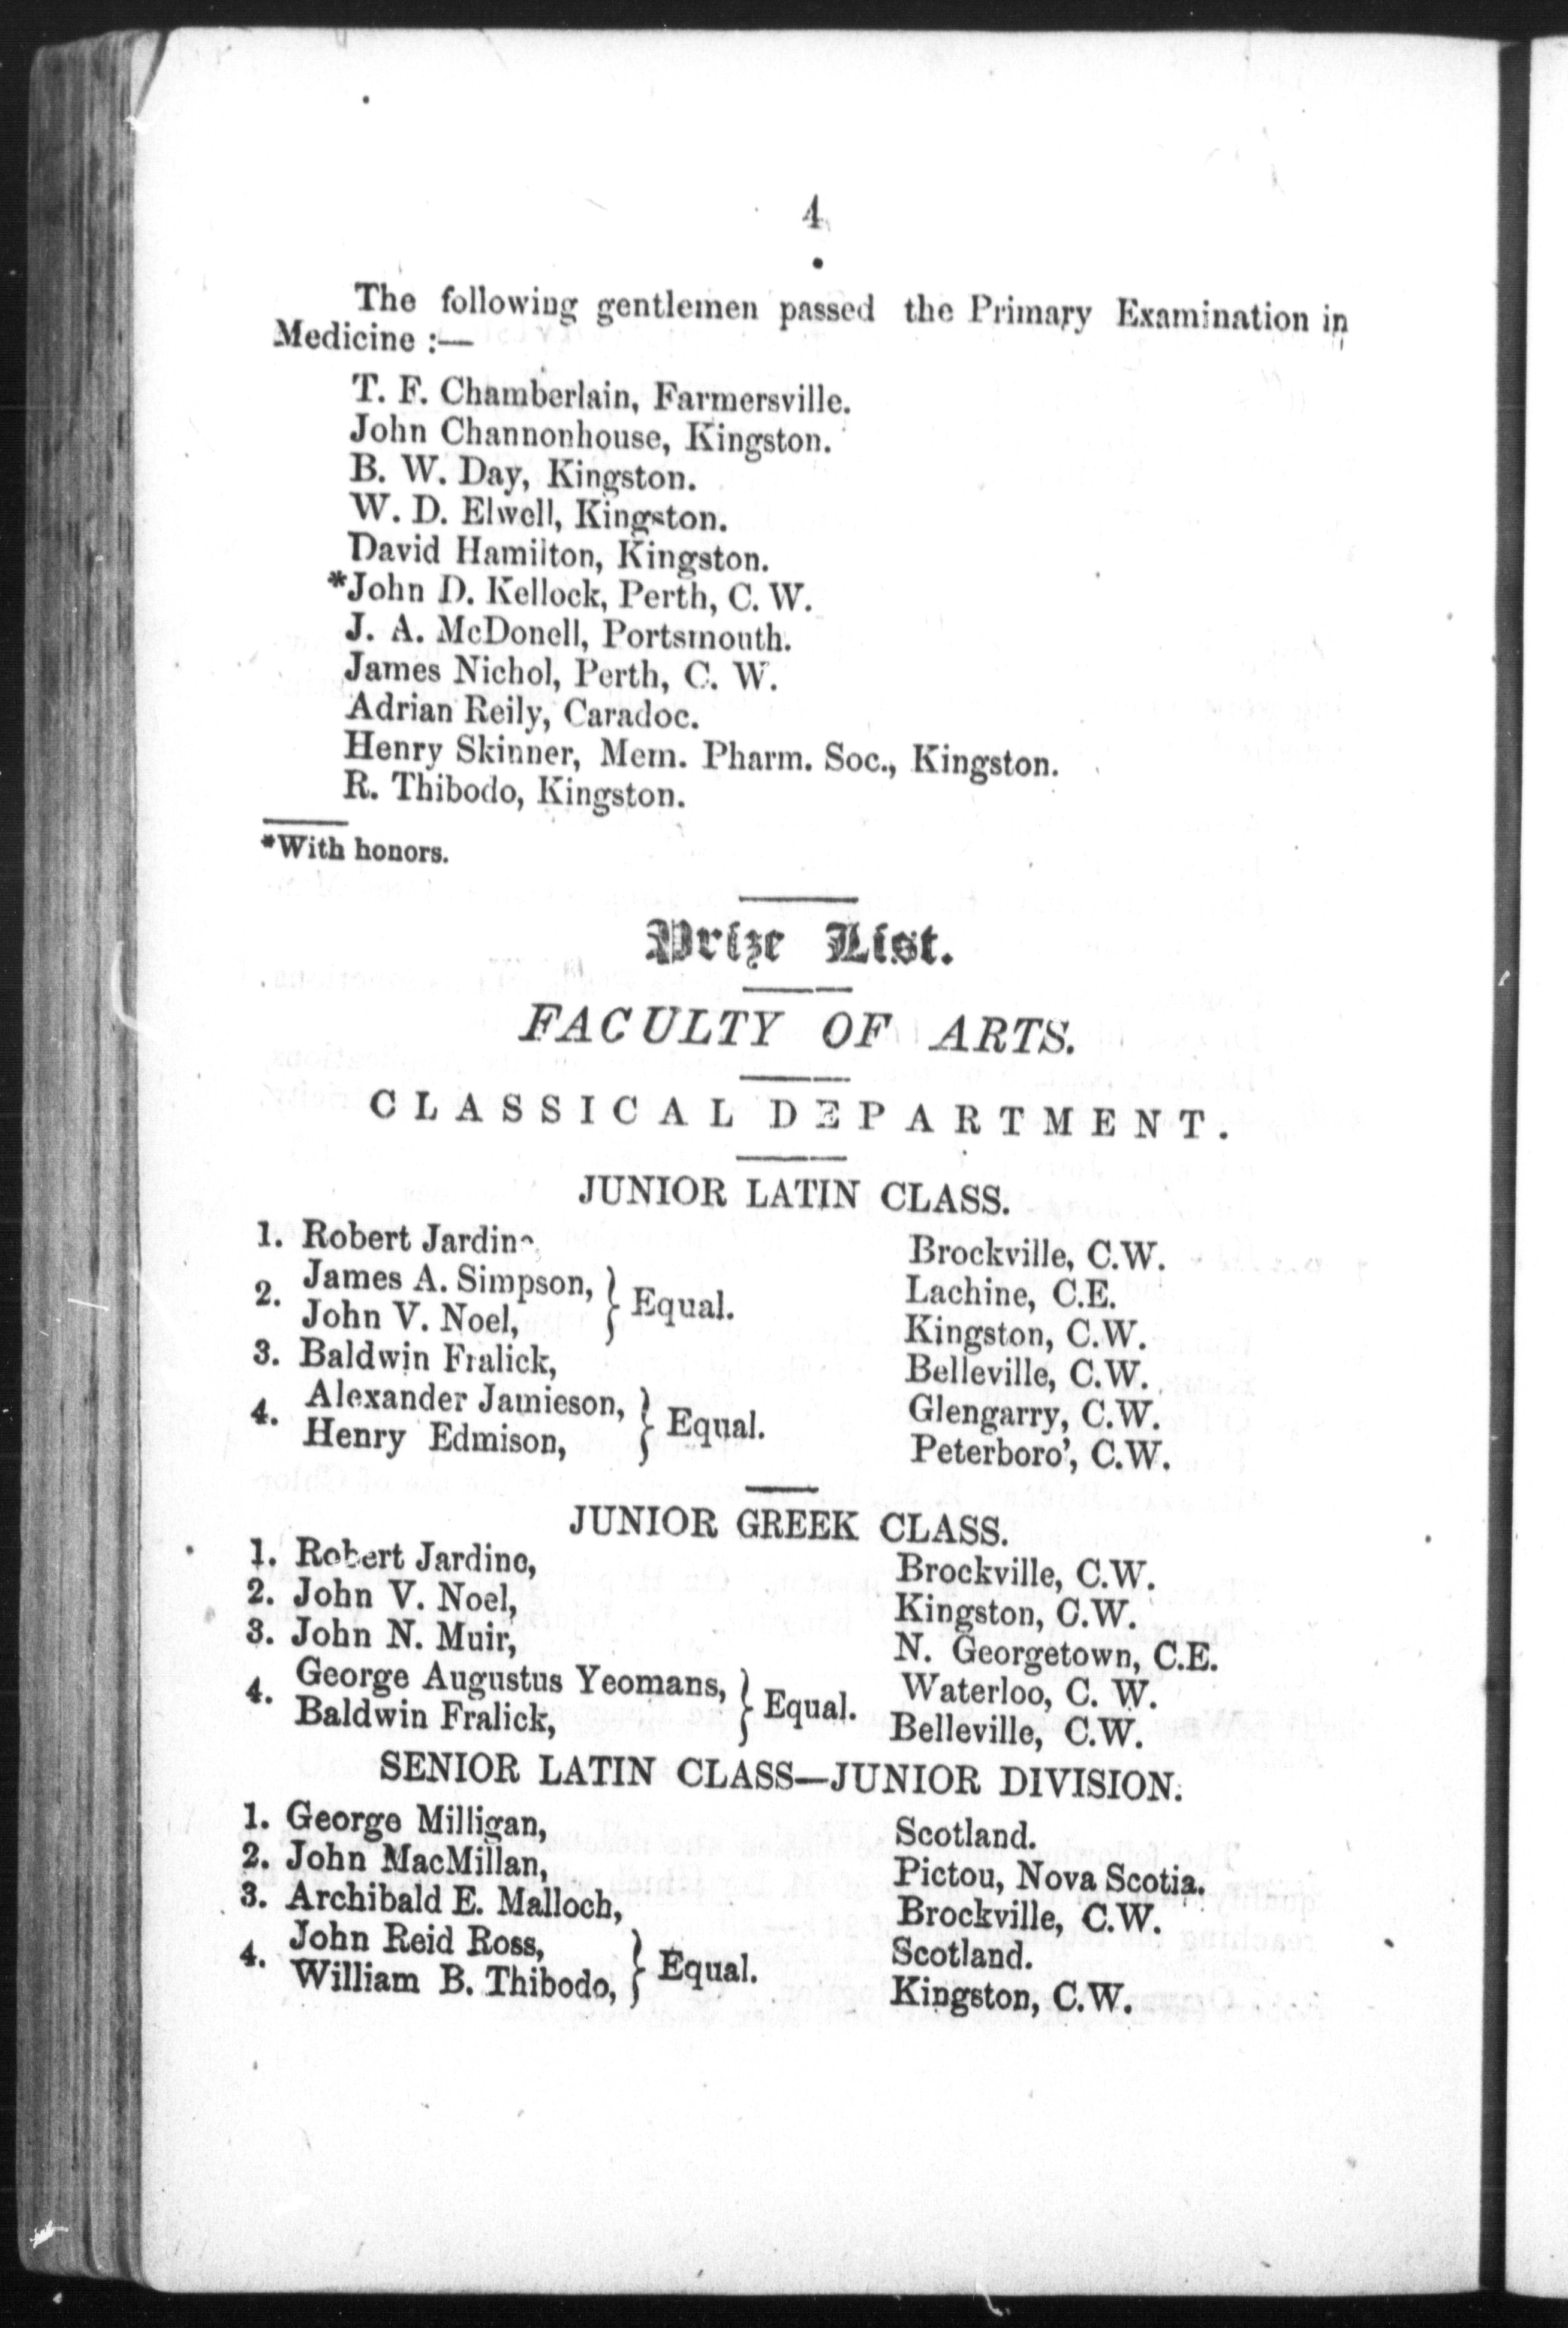 4
The following gentlemen passed the Primary Examination in
Medicine :—
T. F. Chamberlain, Farmersville.
John Channonhouse, Kingston.
B. W. Day, Kingston.
W. D. Elwell, Kingston.
David Hamilton, Kingston.
*John D. Kellock, Perth, C. W.
J. A. McDonell, Portsmouth.
James Nichol, Perth, C. W.
Adrian Reily, Caradoc.
Henry Skinner, Mem. Pharm. Soc., Kingston.
R. Thibodo, Kingston.
*With honors.
Prize List.
FACULTY OF ARTS.
CLASSICAL DEPARTMENT.
JUNIOR LATIN CLASS.
1. Robert Jardine, Brockville, C.W.
2. James A. Simpson, } Equal. Lachine, C.E.
John V. Noel, Kingston, C.W.
3. Baldwin Fralick, Belleville, C.W.
4. Alexander Jamieson, } Equal. Glengarry, C.W.
Henry Edmison, Peterboro', C.W.
JUNIOR GREEK CLASS.
1. Robert Jardine, Brockville, C.W.
2. John V. Noel, Kingston, C.W.
3. John N. Muir, N. Georgetown, C.E.
4. George Augustus Yeomans, } Equal. Waterloo, C. W.
Baldwin Fralick, Belleville, C.W.
SENIOR LATIN CLASS—JUNIOR DIVISION.
1. George Milligan, Scotland.
2. John MacMillan, Pictou, Nova Scotia.
3. Archibald E. Malloch, Brockville, C.W.
4. John Reid Ross, } Equal. Scotland.
William B. Thibodo, Kingston, C.W.